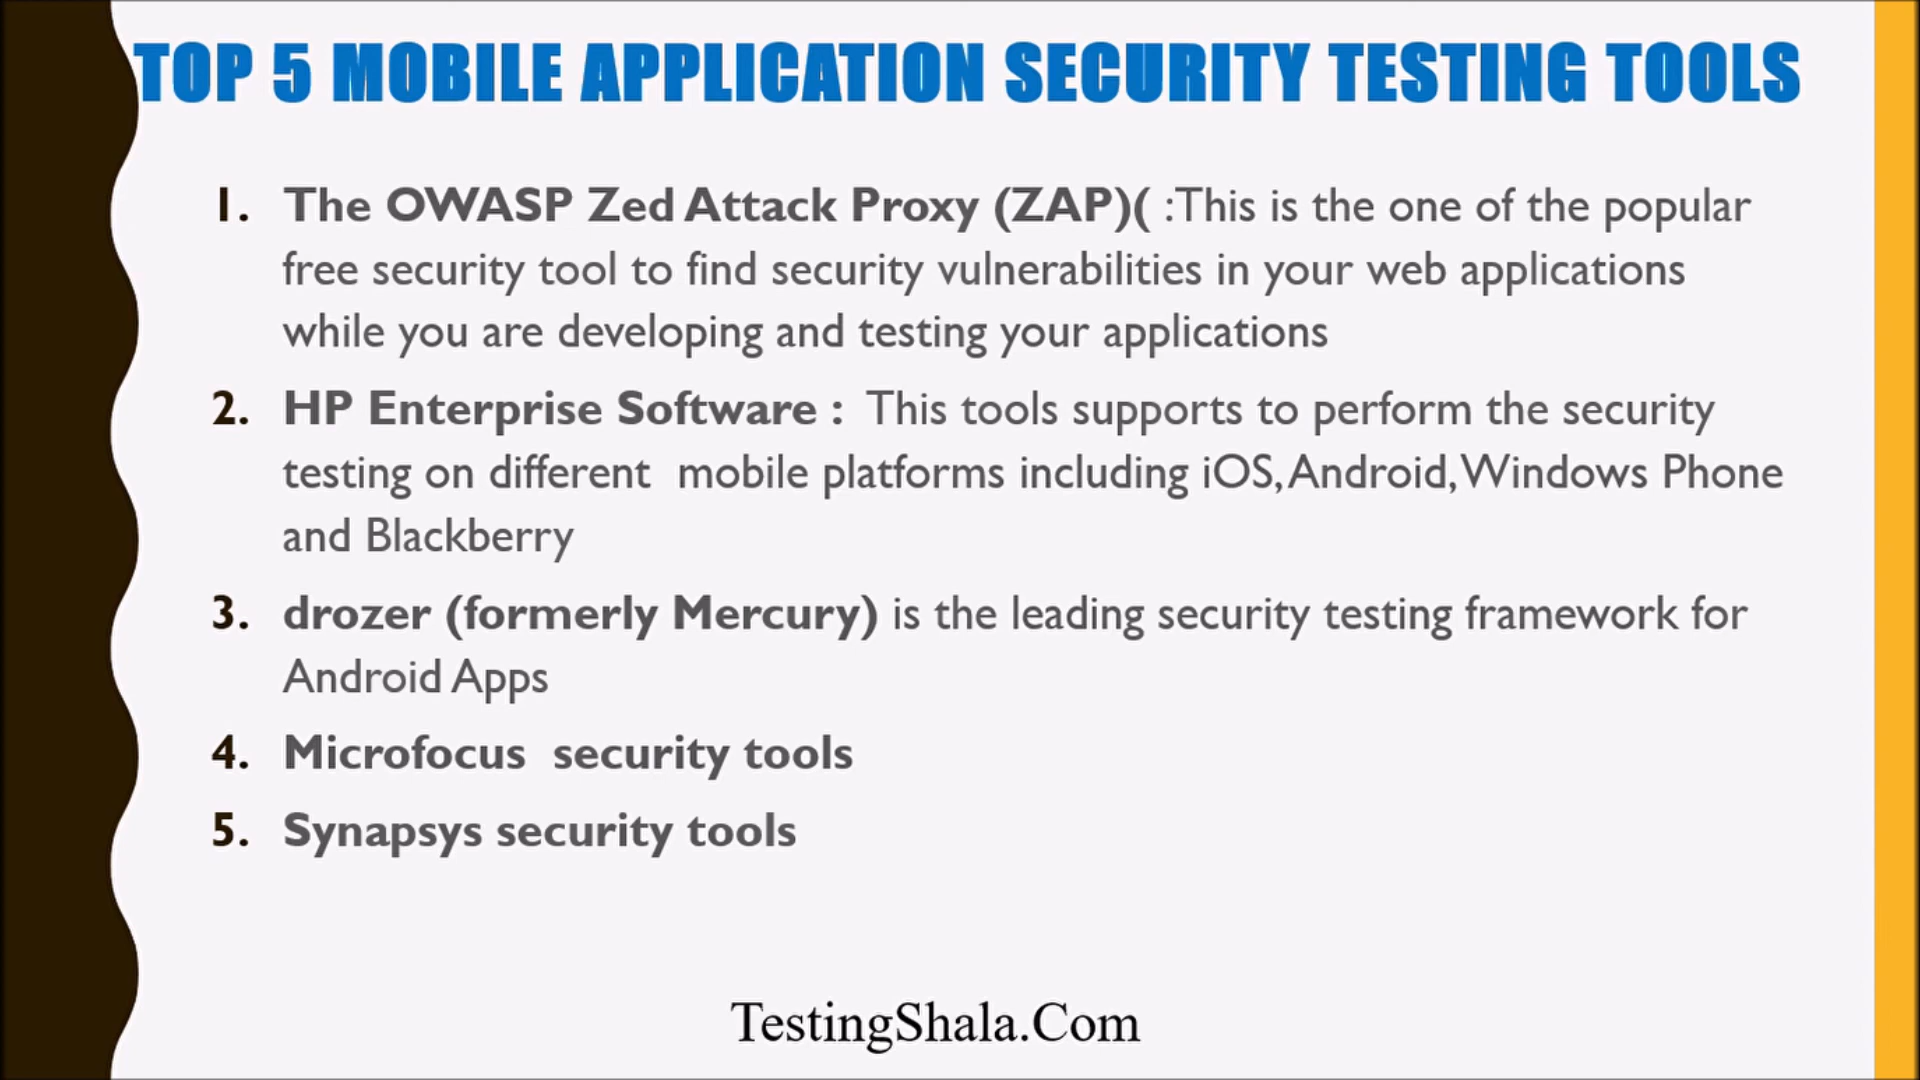 TOP 5 MOBILE APPLICATION SECURITY TESTING TOOLS
1. The OWASP Zed Attack Proxy (ZAP)( :This is the one of the popular
free security tool to find security vulnerabilities in your web applications
while you are developing and testing your applications
2. HP Enterprise Software : This tools supports to perform the security
testing on different mobile platforms including iOS, Android, Windows Phone
and Blackberry
3. drozer (formerly Mercury) is the leading security testing framework for
Android Apps
4. Microfocus security tools
5. Synapsys security tools
TestingShala.Com